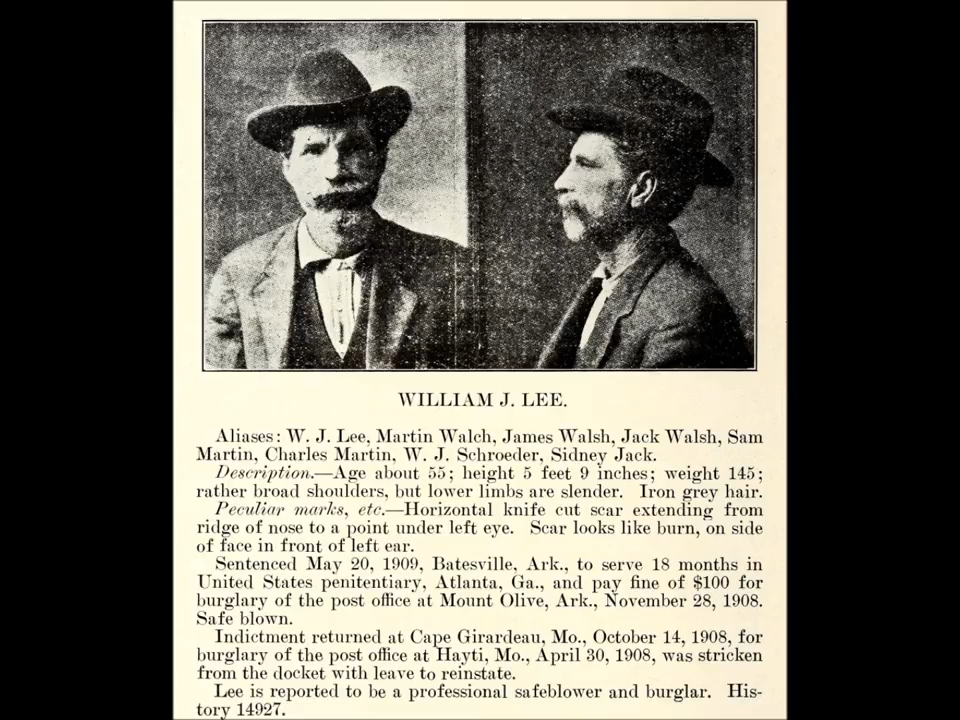 WILLIAM J. LEE.
Aliases: W. J. Lee, Martin Walch, James Walsh, Jack Walsh, Sam
Martin, Charles Martin, W. J. Schroeder, Sidney Jack.
Description.—Age about 55; height 5 feet 9 inches; weight 145;
rather broad shoulders, but lower limbs are slender. Iron grey hair.
Peculiar marks, etc.—Horizontal knife cut scar extending from
ridge of nose to a point under left eye. Scar looks like burn, on side
of face in front of left ear.
Sentenced May 20, 1909, Batesville, Ark., to serve 18 months in
United States penitentiary, Atlanta, Ga., and pay fine of $100 for
burglary of the post office at Mount Olive, Ark., November 28, 1908.
Safe blown.
Indictment returned at Cape Girardeau, Mo., October 14, 1908, for
burglary of the post office at Hayti, Mo., April 30, 1908, was stricken
from the docket with leave to reinstate.
Lee is reported to be a professional safeblower and burglar. His-
tory 14927.